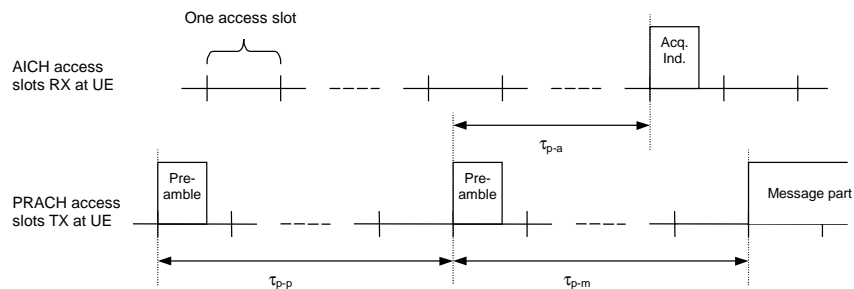 One access slot
AICH access
slots RX at UE
Acq.
Ind.
τp-a
PRACH access
slots TX at UE
Pre-
amble
Pre-
amble
Message part
τp-p
τp-m